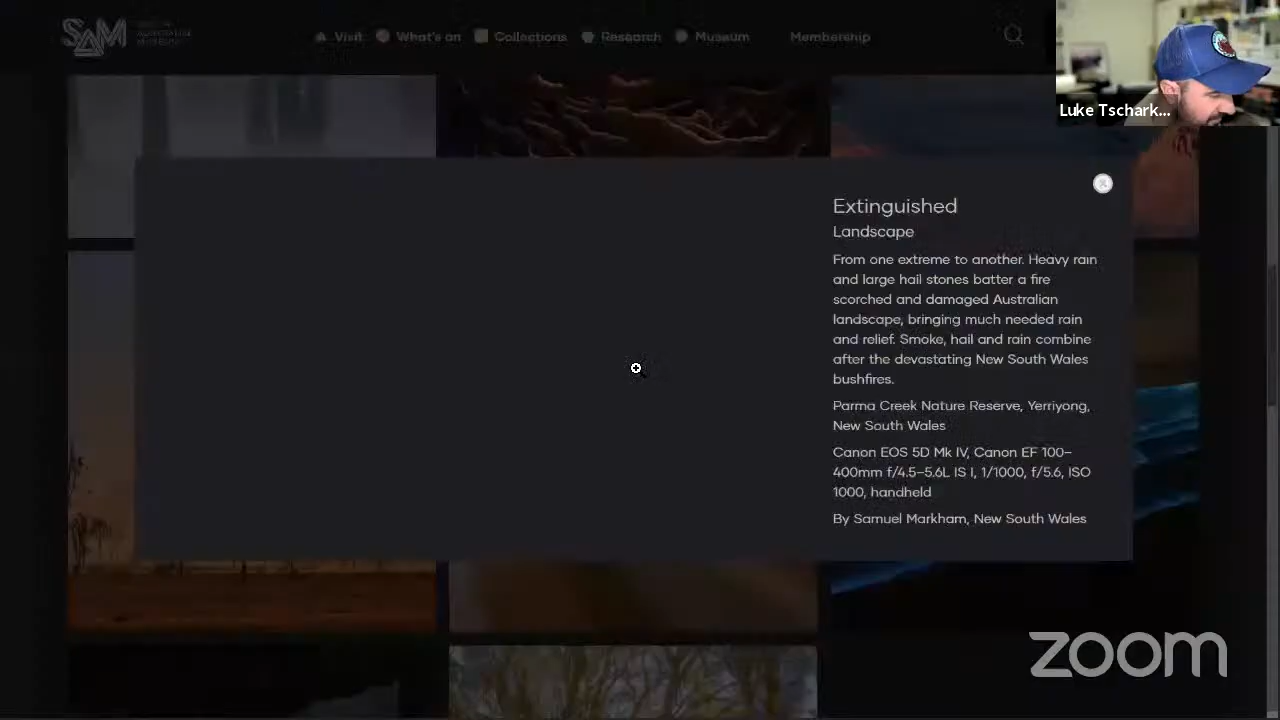 SAM
AUSTRALIAN
MUSEUM
Visit
What's on
Collections
Research
Museum
Membership
Luke Tschark...
Extinguished
Landscape
From one extreme to another. Heavy rain
and large hail stones batter a fire
scorched and damaged Australian
landscape, bringing much needed rain
and relief. Smoke, hail and rain combine
after the devastating New South Wales
bushfires.
Parma Creek Nature Reserve, Yerriyong,
New South Wales
Canon EOS 5D Mk IV, Canon EF 100–
400mm f/4.5–5.6L IS I, 1/1000, f/5.6, ISO
1000, handheld
By Samuel Markham, New South Wales
zoom